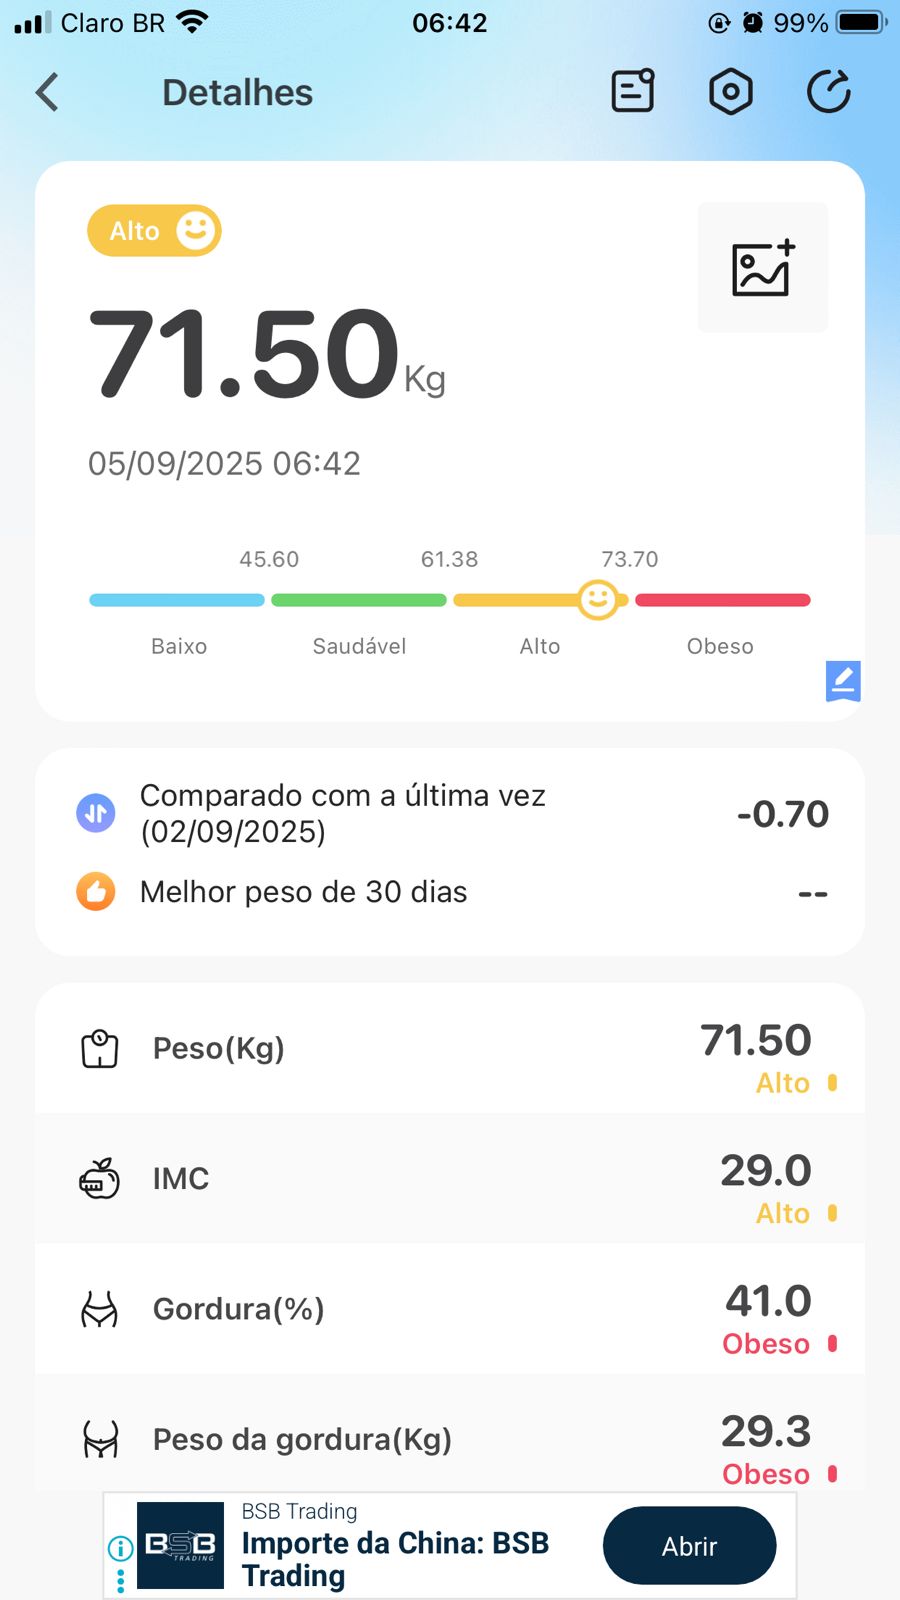 Claro BR 06:42 99%
Detalhes
Alto
71.50 Kg
05/09/2025 06:42
45.60 61.38 73.70
Baixo Saudável Alto Obeso
Comparado com a última vez
(02/09/2025)
-0.70
Melhor peso de 30 dias --
Peso(Kg) 71.50
Alto
IMC 29.0
Alto
Gordura(%) 41.0
Obeso
Peso da gordura(Kg) 29.3
Obeso
BSB Trading
BSB
TRADING
Importe da China: BSB
Trading
Abrir